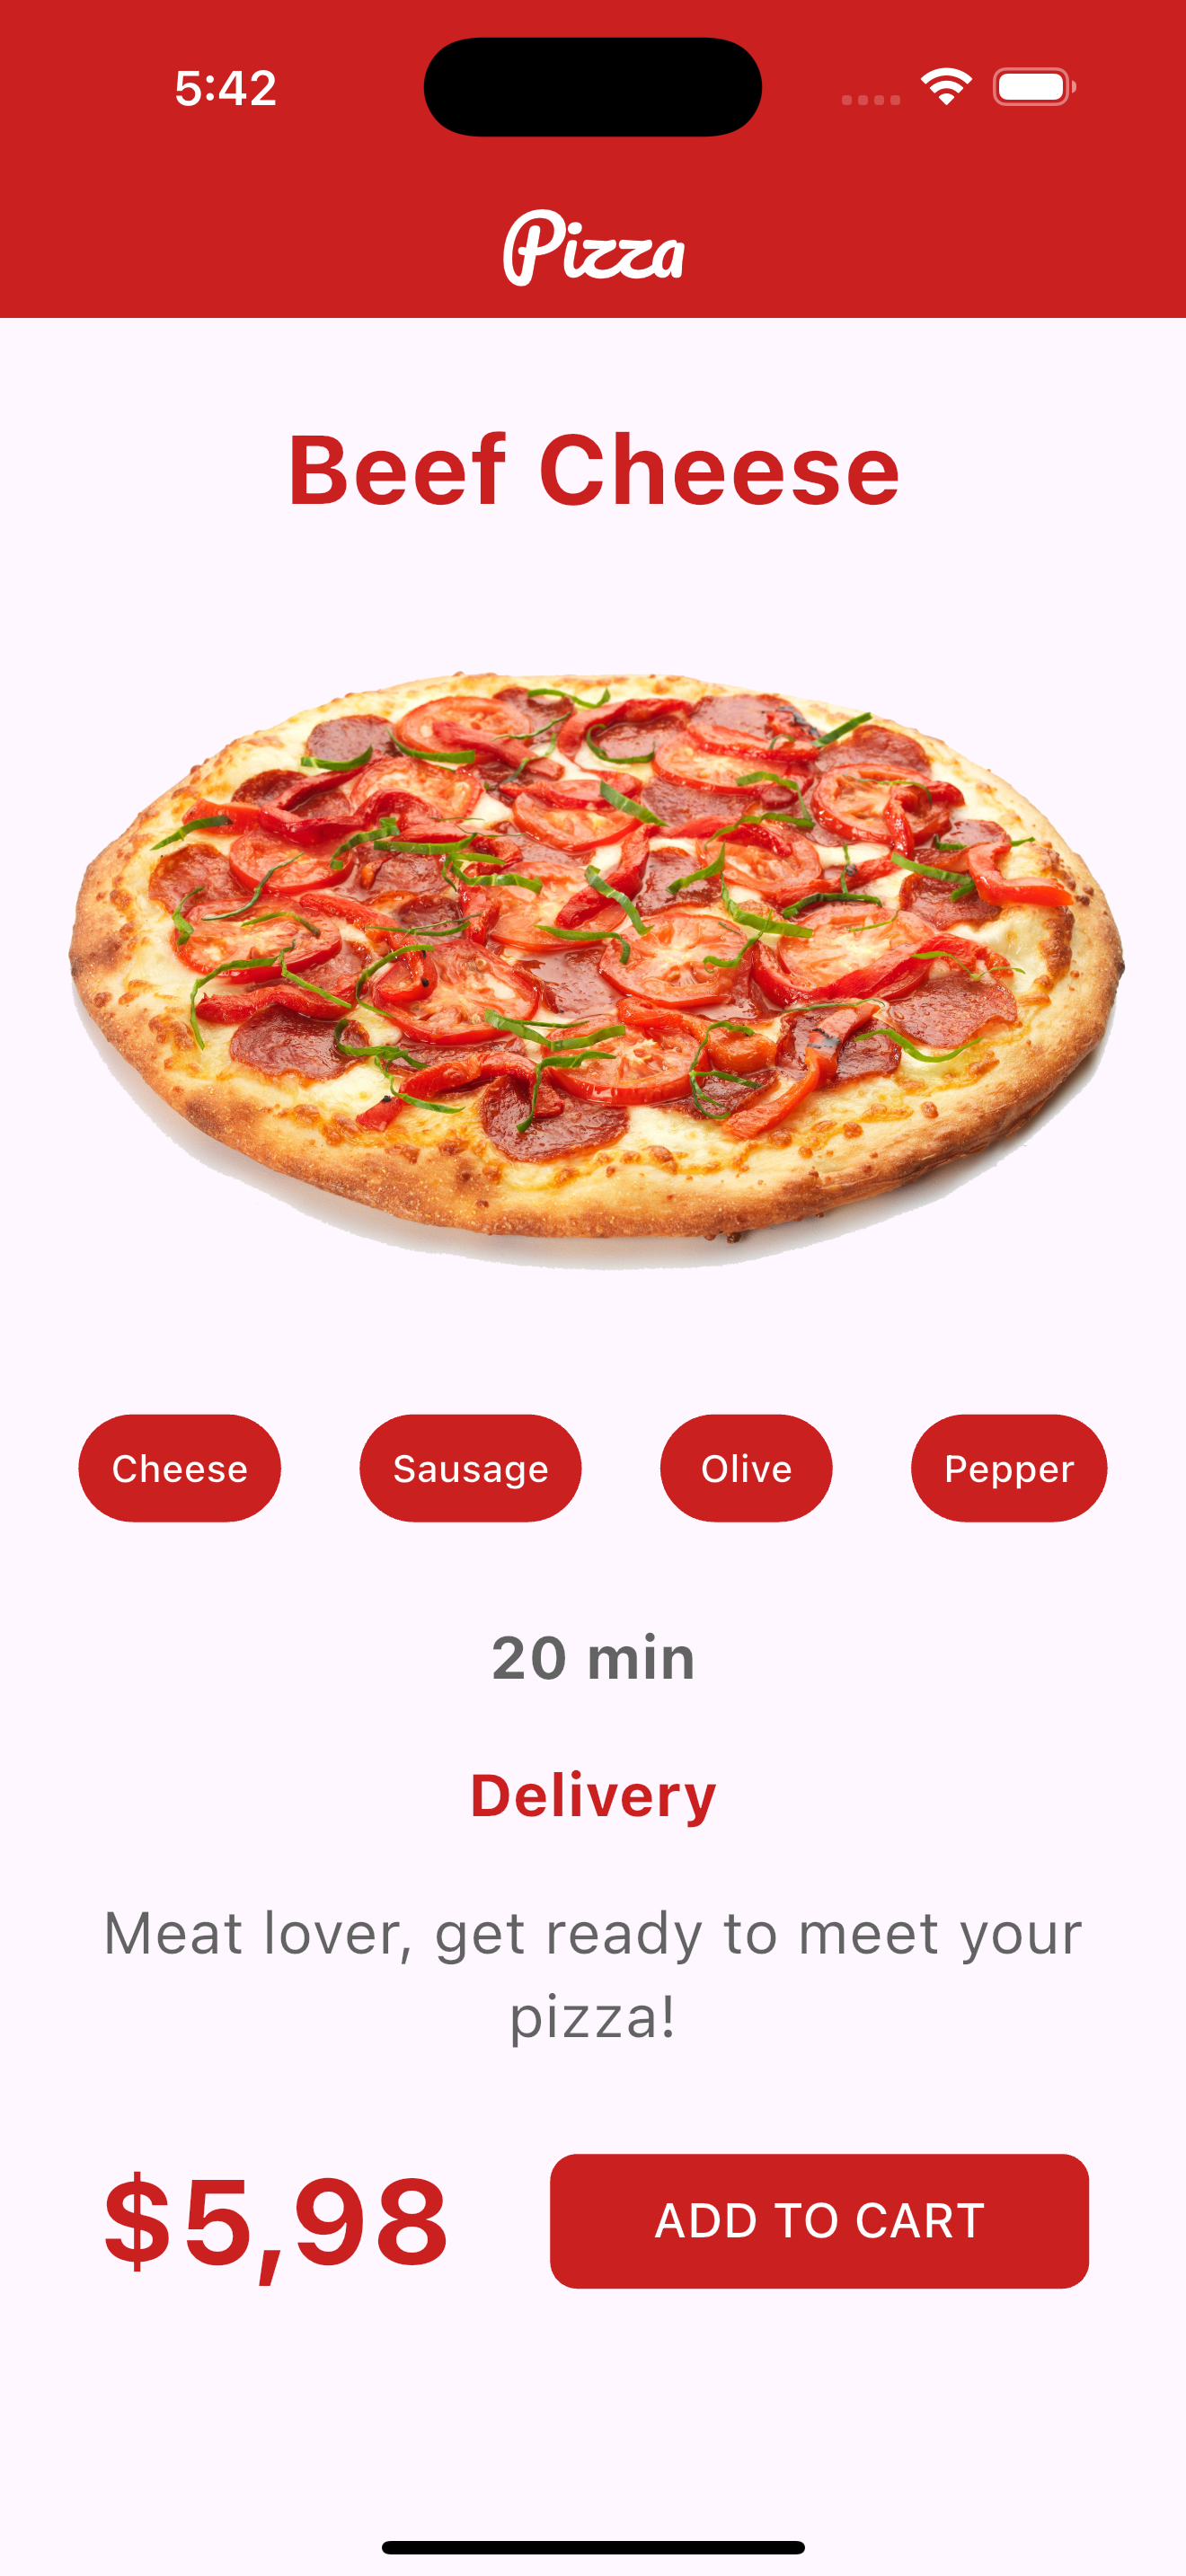 5:42
Pizza
Beef Cheese
Cheese Sausage Olive Pepper
20 min
Delivery
Meat lover, get ready to meet your
pizza!
$5,98 ADD TO CART